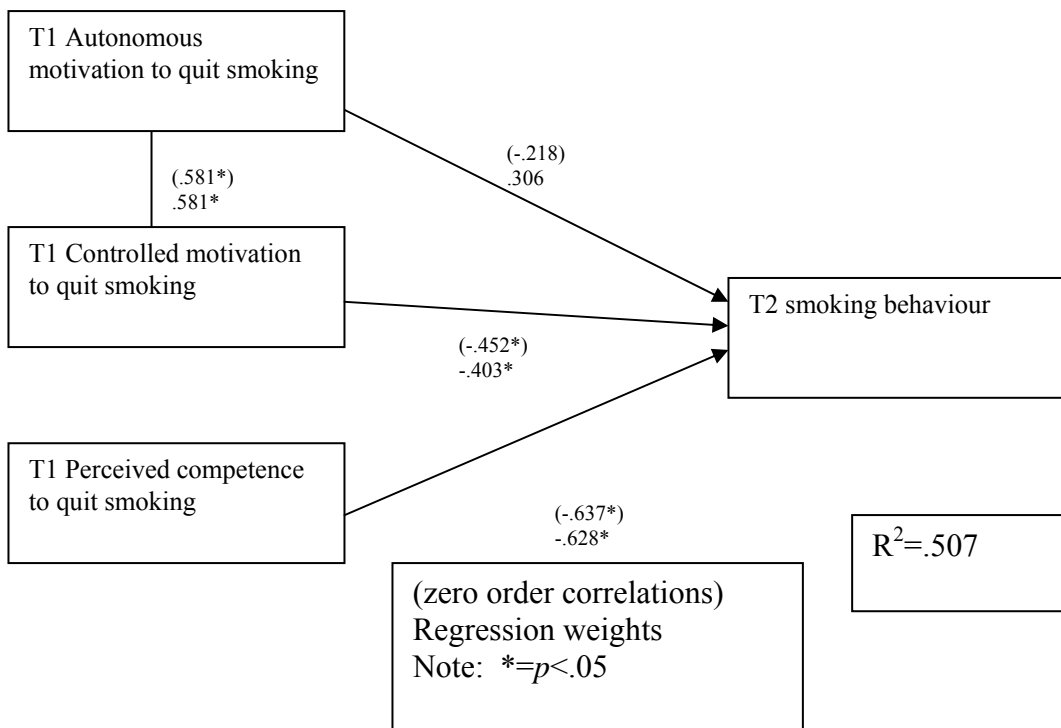 T1 Autonomous
motivation to quit smoking
(-.218)
.306
(.581*)
.581*
T1 Controlled motivation
to quit smoking
T2 smoking behaviour
(-.452*)
-.403*
T1 Perceived competence
to quit smoking
(-.637*)
-.628*
R²=.507
(zero order correlations)
Regression weights
Note:  *=p<.05